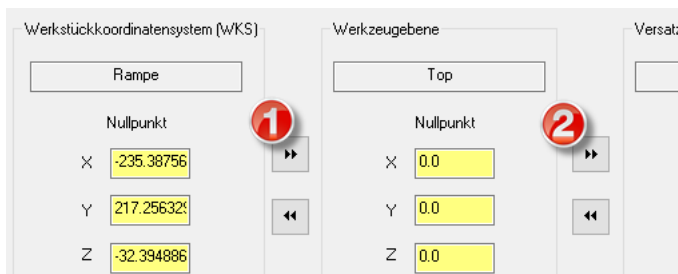 Werkstückkoordinatensystem (WKS)
Rampe
Nullpunkt
X -235.38756
Y 217.256329
Z -32.394886
1
Werkzeugebene
Top
Nullpunkt
X 0.0
Y 0.0
Z 0.0
2
Versatz